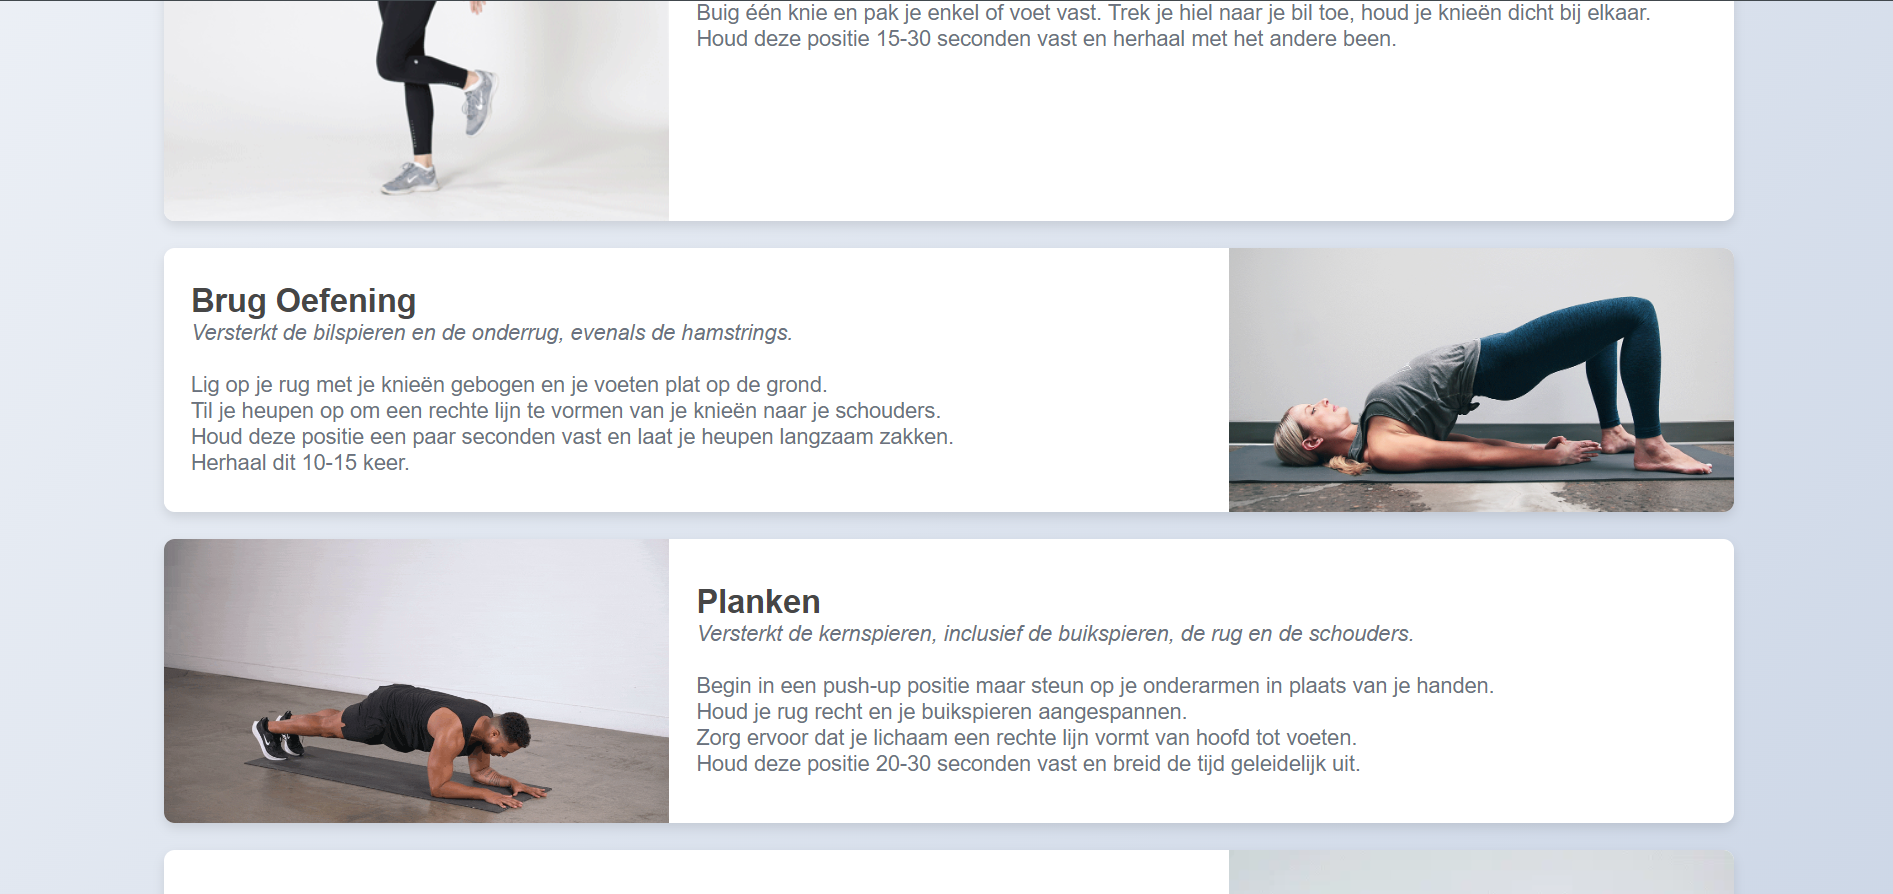 Buig één knie en pak je enkel of voet vast. Trek je hiel naar je bil toe, houd je knieën dicht bij elkaar.
Houd deze positie 15-30 seconden vast en herhaal met het andere been.
Brug Oefening
Versterkt de bilspieren en de onderrug, evenals de hamstrings.
Lig op je rug met je knieën gebogen en je voeten plat op de grond.
Til je heupen op om een rechte lijn te vormen van je knieën naar je schouders.
Houd deze positie een paar seconden vast en laat je heupen langzaam zakken.
Herhaal dit 10-15 keer.
Planken
Versterkt de kernspieren, inclusief de buikspieren, de rug en de schouders.
Begin in een push-up positie maar steun op je onderarmen in plaats van je handen.
Houd je rug recht en je buikspieren aangespannen.
Zorg ervoor dat je lichaam een rechte lijn vormt van hoofd tot voeten.
Houd deze positie 20-30 seconden vast en breid de tijd geleidelijk uit.